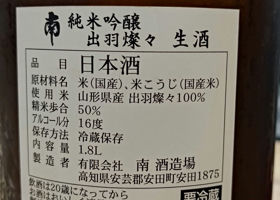 南 純米吟醸
出羽燦々 生酒
品目 日本酒
原材料名 米(国産)、米こうじ(国産米)
使用米 山形県産 出羽燦々100%
精米歩合 50%
アルコール分 16度
保存方法 冷蔵保存
内容量 1.8L
製造者 有限会社 南 酒造場
高知県安芸郡安田町安田1875
飲酒は20歳になってから
要冷蔵